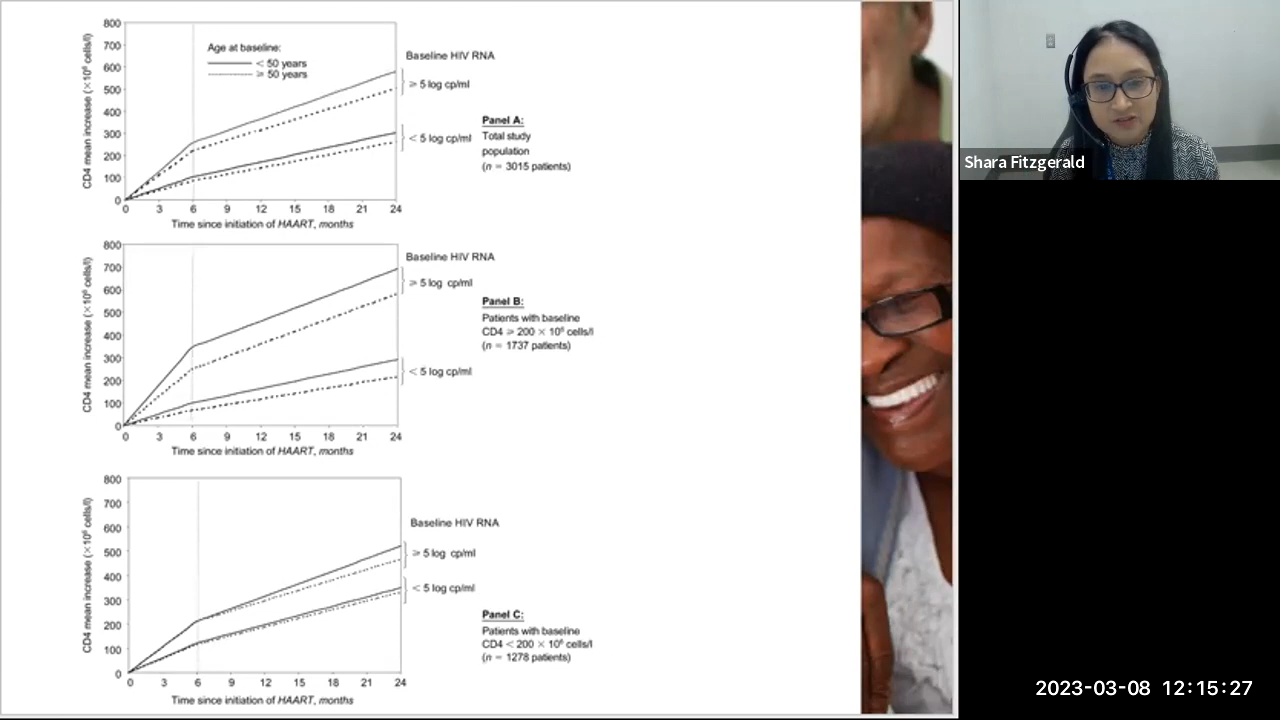 800
700
600
500
400
300
200
100
0
CD4 mean increase (×10⁶ cells/l)
Age at baseline:
< 50 years
≥ 50 years
0 3 6 9 12 15 18 21 24
Time since initiation of HAART, months
Baseline HIV RNA
≥ 5 log cp/ml
< 5 log cp/ml
Panel A:
Total study
population
(n = 3015 patients)
800
700
600
500
400
300
200
100
0
CD4 mean increase (×10⁶ cells/l)
0 3 6 9 12 15 18 21 24
Time since initiation of HAART, months
Baseline HIV RNA
≥ 5 log cp/ml
< 5 log cp/ml
Panel B:
Patients with baseline
CD4 ≥ 200 × 10⁶ cells/l
(n = 1737 patients)
800
700
600
500
400
300
200
100
0
CD4 mean increase (×10⁶ cells/l)
0 3 6 9 12 15 18 21 24
Time since initiation of HAART, months
Baseline HIV RNA
≥ 5 log cp/ml
< 5 log cp/ml
Panel C:
Patients with baseline
CD4 < 200 × 10⁶ cells/l
(n = 1278 patients)
Shara Fitzgerald
2023-03-08 12:15:27